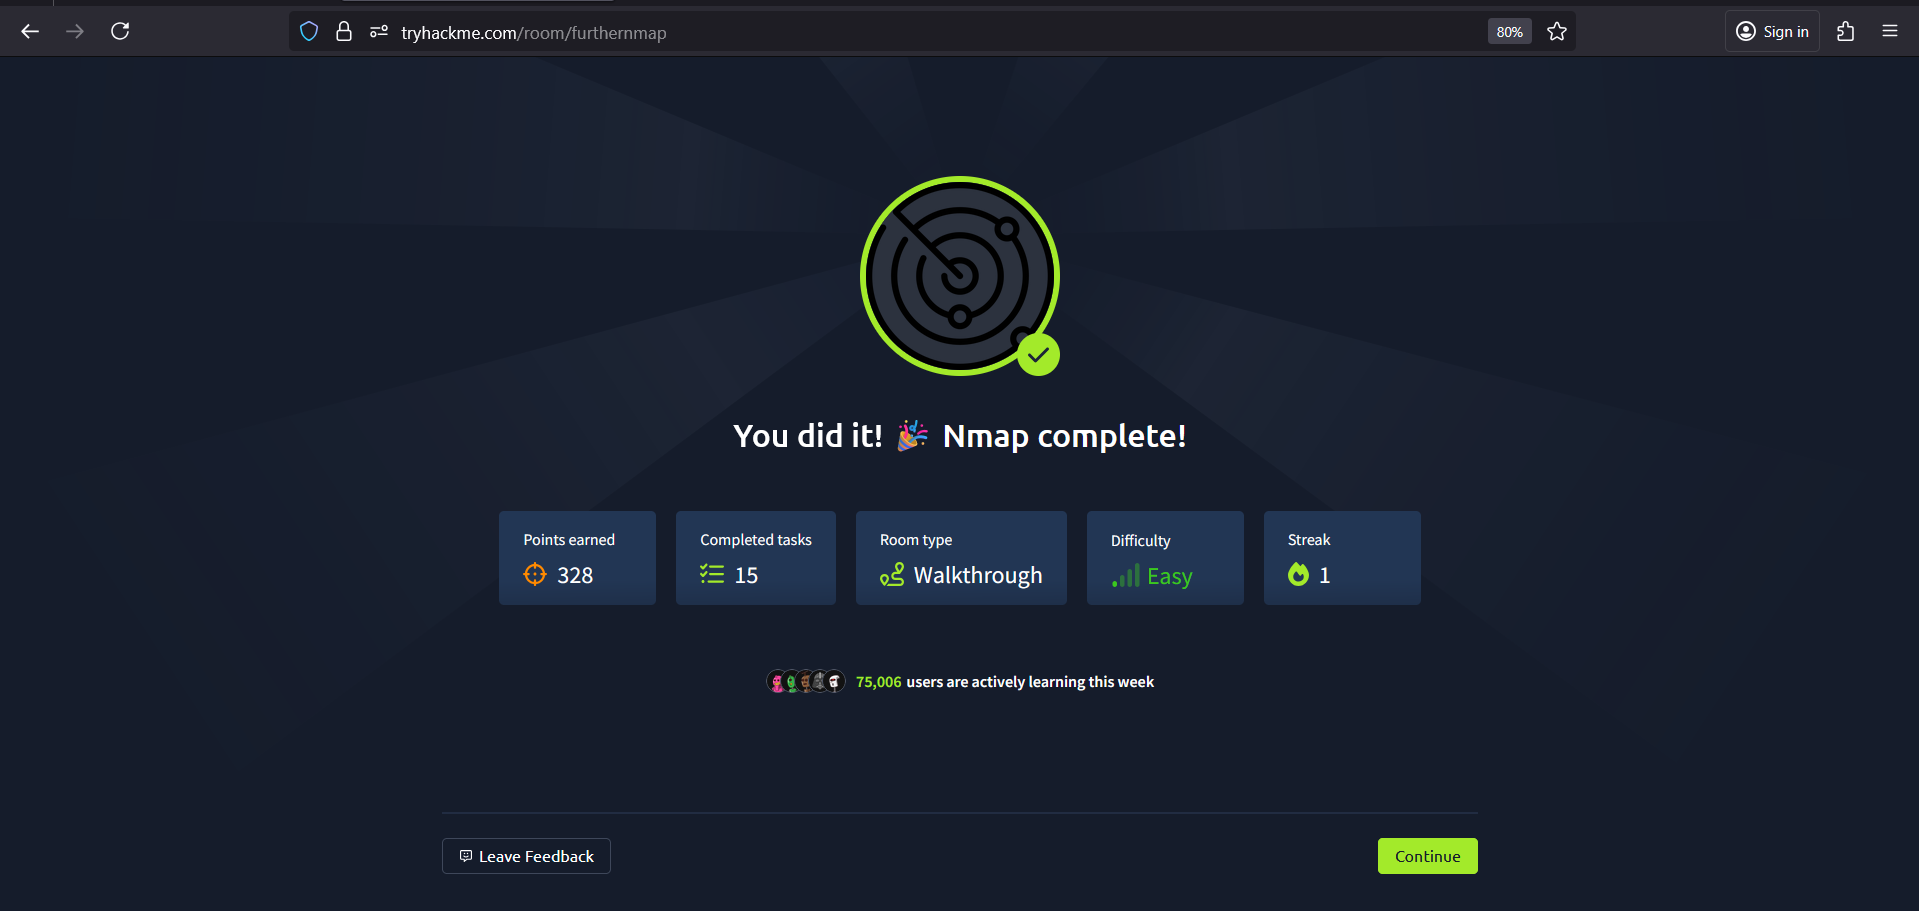 tryhackme.com/room/furthernmap
80%
Sign in
You did it! 🎉 Nmap complete!
Points earned
328
Completed tasks
15
Room type
Walkthrough
Difficulty
Easy
Streak
1
75,006 users are actively learning this week
Leave Feedback
Continue